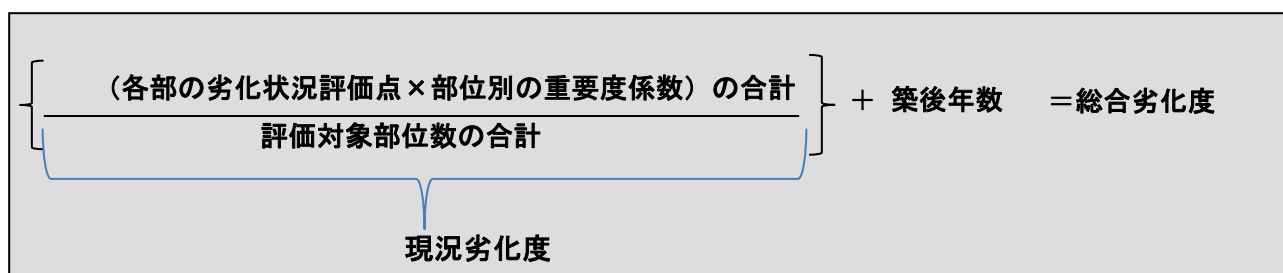 (各部の劣化状況評価点×部位別の重要度係数)の合計
評価対象部位数の合計
+ 築後年数 =総合劣化度
現況劣化度